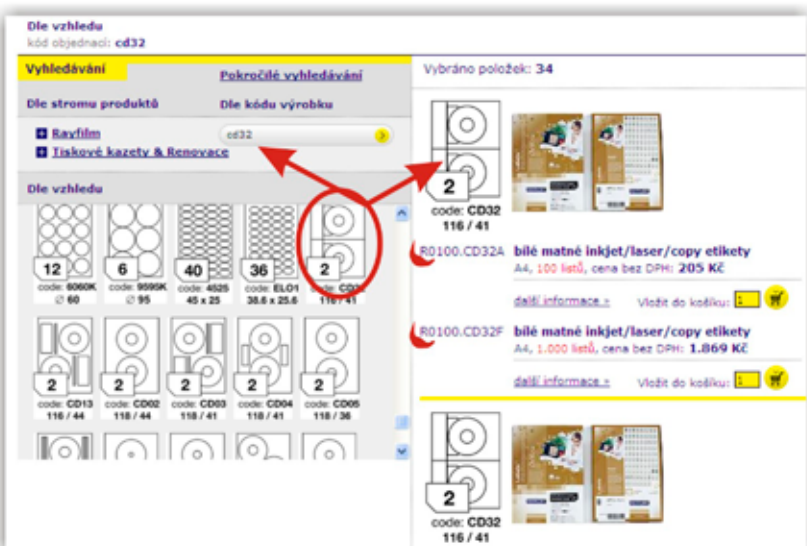 Dle vzhledu
kód objednací: cd32
Vyhledávání
Pokročilé vyhledávání
Dle stromu produktů
Dle kódu výrobku
Rayfilm
cd32
Tiskové kazety & Renovace
Dle vzhledu
12
6
40
36
2
code: 6060K
code: 9595K
code: 4525
code: ELO1
code: CD32
Ø 60
Ø 95
45 x 25
38.6 x 25.6
116 / 41
2
2
2
2
2
code: CD13
code: CD02
code: CD03
code: CD04
code: CD05
116 / 44
118 / 44
118 / 41
118 / 41
118 / 36
Vybráno položek: 34
2
code: CD32
116 / 41
R0100.CD32A bílé matné inkjet/laser/copy etikety
A4, 100 listů, cena bez DPH: 205 Kč
další informace » Vložit do košíku: 1
R0100.CD32F bílé matné inkjet/laser/copy etikety
A4, 1.000 listů, cena bez DPH: 1.869 Kč
další informace » Vložit do košíku: 1
2
code: CD32
116 / 41